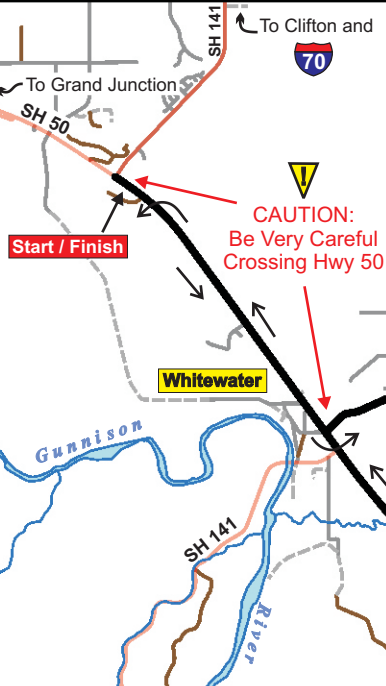 SH 141
To Clifton and
70
To Grand Junction
SH 50
!
CAUTION:
Be Very Careful
Crossing Hwy 50
Start / Finish
Whitewater
Gunnison
SH 141
River